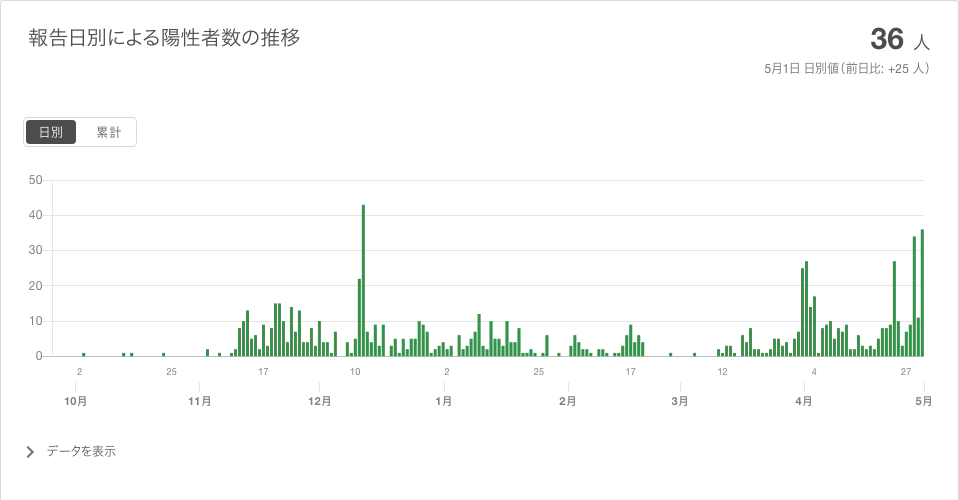 報告日別による陽性者数の推移
36 人
5月1日 日別値（前日比: +25 人）
日別 累計
50
40
30
20
10
0
2 25 17 10 2 25 17 12 4 27
10月 11月 12月 1月 2月 3月 4月 5月
データを表示